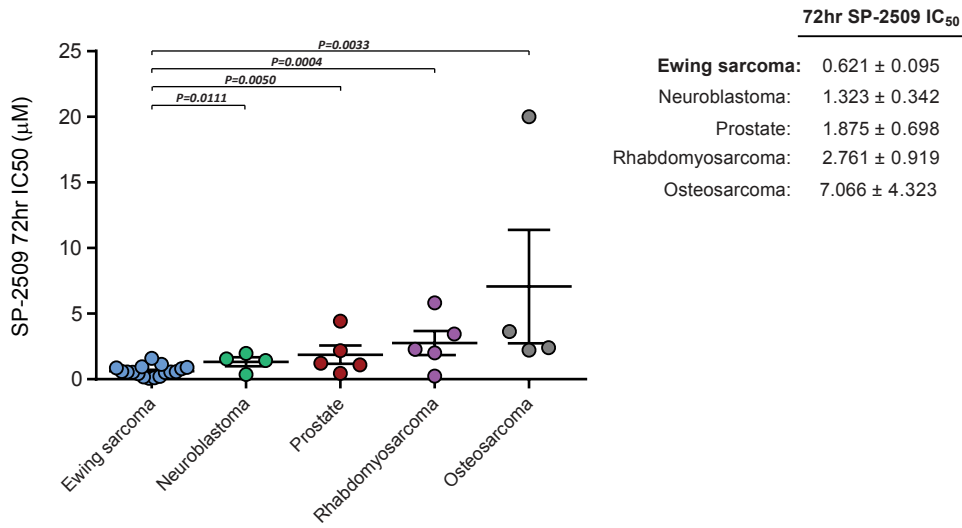 72hr SP-2509 IC50
Ewing sarcoma: 0.621 ± 0.095
Neuroblastoma: 1.323 ± 0.342
Prostate: 1.875 ± 0.698
Rhabdomyosarcoma: 2.761 ± 0.919
Osteosarcoma: 7.066 ± 4.323
P=0.0033
P=0.0004
P=0.0050
P=0.0111
SP-2509 72hr IC50 (μM)
25
20
15
10
5
0
Ewing sarcoma
Neuroblastoma
Prostate
Rhabdomyosarcoma
Osteosarcoma